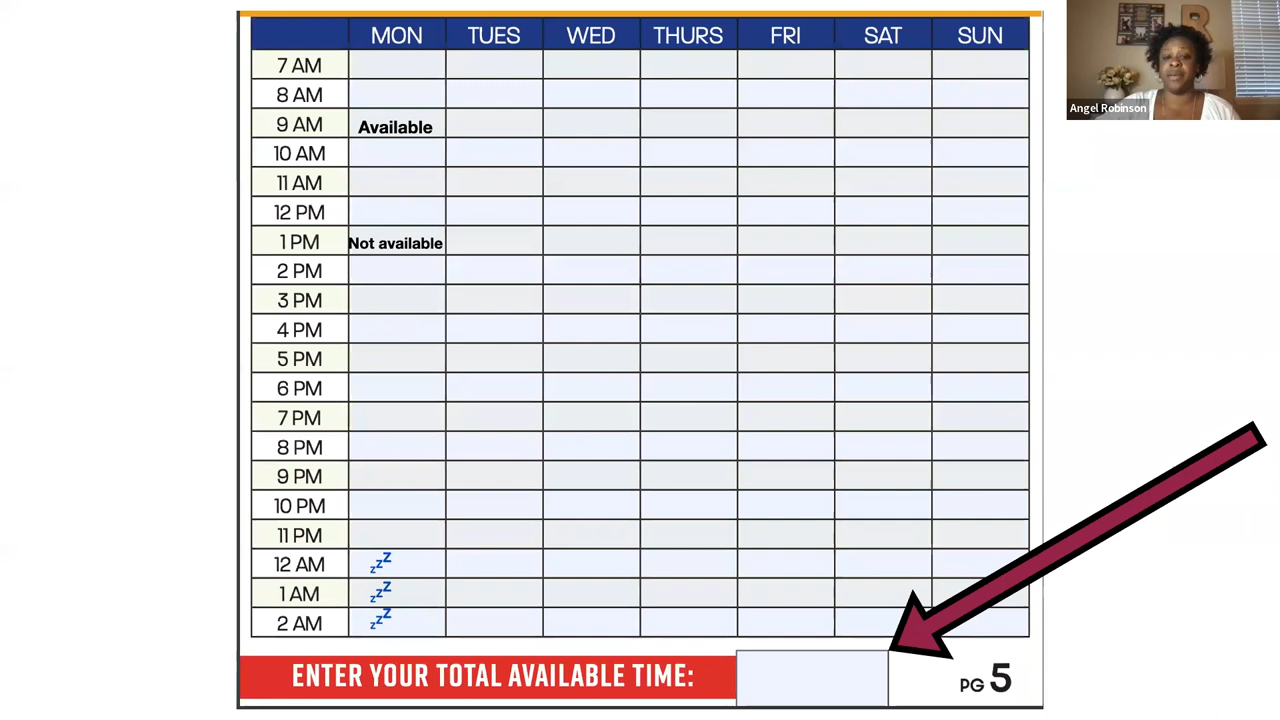 MON TUES WED THURS FRI SAT SUN
7 AM
8 AM
9 AM Available
10 AM
11 AM
12 PM
1 PM Not available
2 PM
3 PM
4 PM
5 PM
6 PM
7 PM
8 PM
9 PM
10 PM
11 PM
12 AM zzZ
1 AM zzZ
2 AM zzZ
ENTER YOUR TOTAL AVAILABLE TIME:
PG 5
R
Angel Robinson